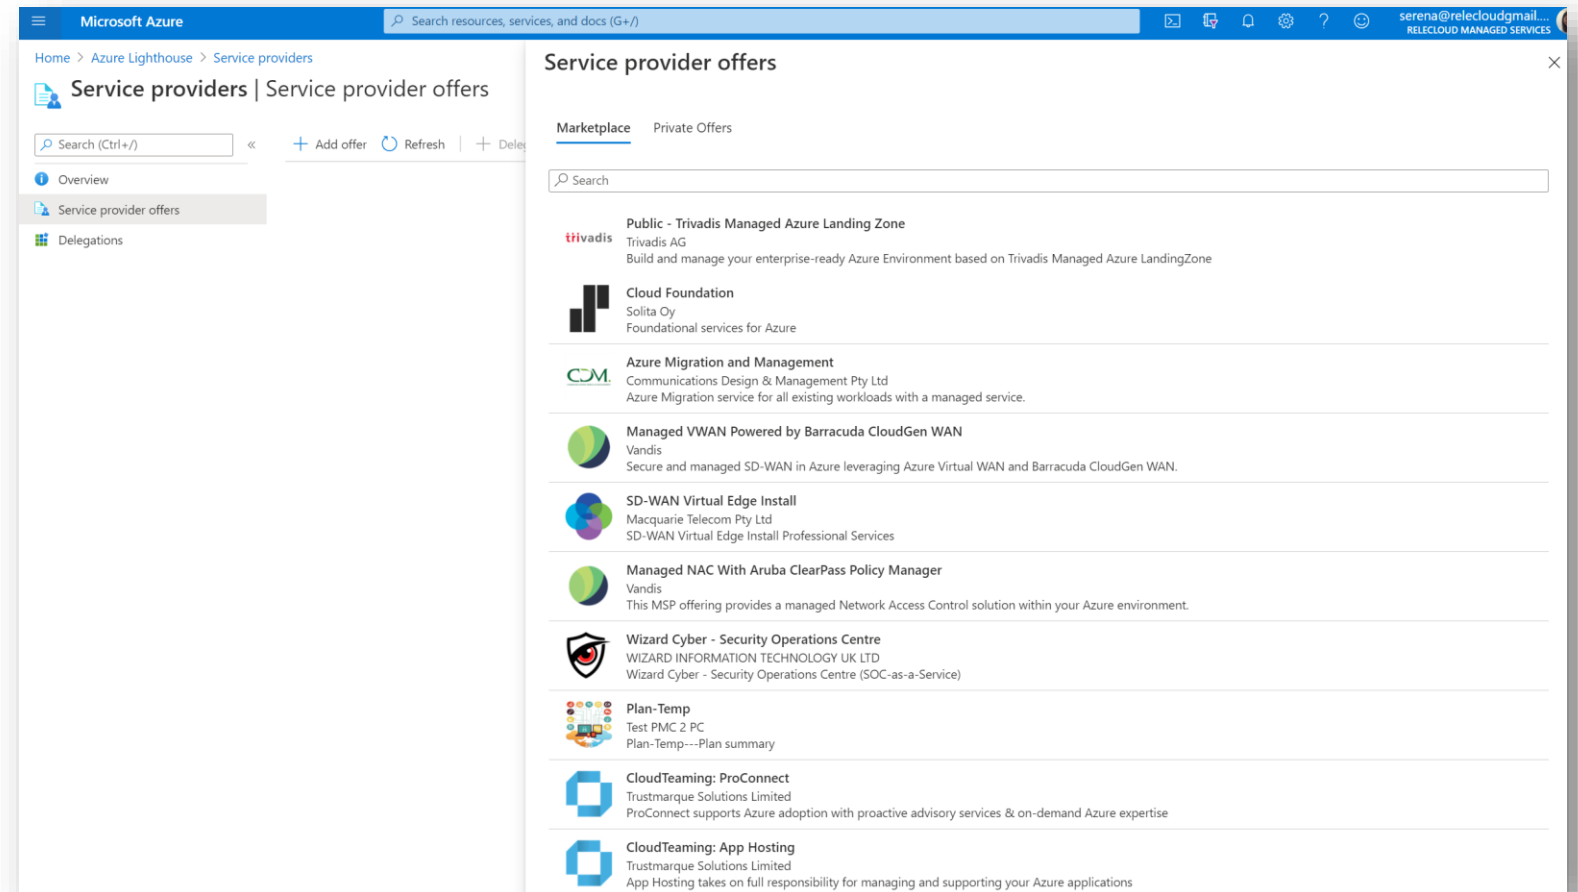 Microsoft Azure
Search resources, services, and docs (G+/)
serena@relecloudgmail....
RELECLOUD MANAGED SERVICES
Home > Azure Lighthouse > Service providers
Service providers | Service provider offers
Search (Ctrl+/)
«
+ Add offer
Refresh
+ Dele
Overview
Service provider offers
Delegations
Service provider offers
Marketplace
Private Offers
Search
trivadis
Public - Trivadis Managed Azure Landing Zone
Trivadis AG
Build and manage your enterprise-ready Azure Environment based on Trivadis Managed Azure LandingZone
Cloud Foundation
Solita Oy
Foundational services for Azure
CDM.
Azure Migration and Management
Communications Design & Management Pty Ltd
Azure Migration service for all existing workloads with a managed service.
Managed VWAN Powered by Barracuda CloudGen WAN
Vandis
Secure and managed SD-WAN in Azure leveraging Azure Virtual WAN and Barracuda CloudGen WAN.
SD-WAN Virtual Edge Install
Macquarie Telecom Pty Ltd
SD-WAN Virtual Edge Install Professional Services
Managed NAC With Aruba ClearPass Policy Manager
Vandis
This MSP offering provides a managed Network Access Control solution within your Azure environment.
Wizard Cyber - Security Operations Centre
WIZARD INFORMATION TECHNOLOGY UK LTD
Wizard Cyber - Security Operations Centre (SOC-as-a-Service)
Plan-Temp
Test PMC 2 PC
Plan-Temp---Plan summary
CloudTeaming: ProConnect
Trustmarque Solutions Limited
ProConnect supports Azure adoption with proactive advisory services & on-demand Azure expertise
CloudTeaming: App Hosting
Trustmarque Solutions Limited
App Hosting takes on full responsibility for managing and supporting your Azure applications